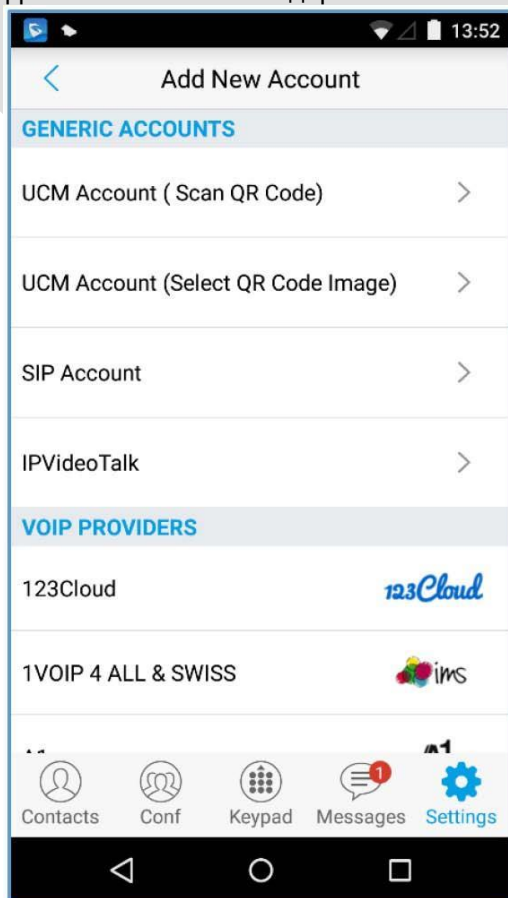 13:52
Add New Account
GENERIC ACCOUNTS
UCM Account ( Scan QR Code)
UCM Account (Select QR Code Image)
SIP Account
IPVideoTalk
VOIP PROVIDERS
123Cloud 123Cloud
1VOIP 4 ALL & SWISS ims
A1
1
Contacts Conf Keypad Messages Settings